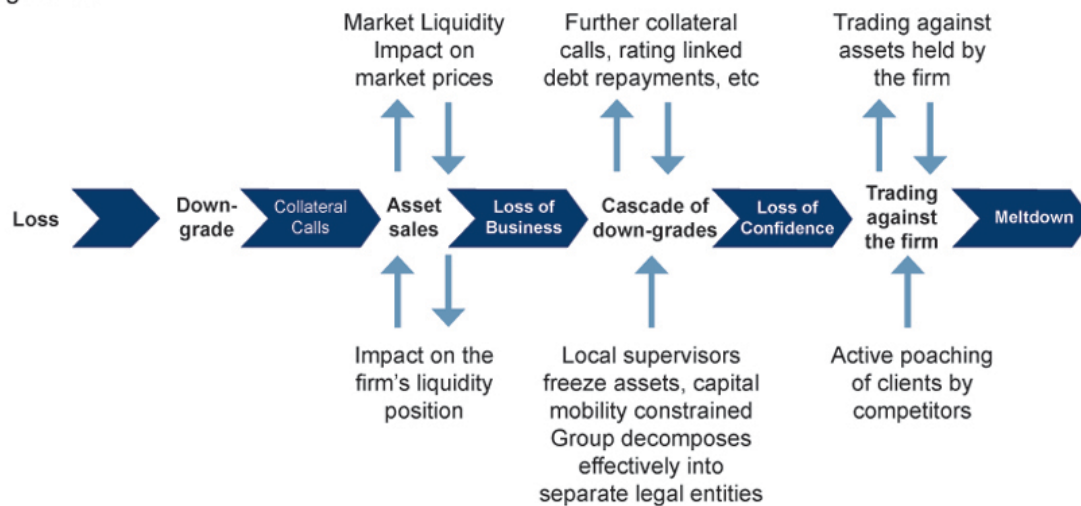 Market Liquidity
Impact on
market prices
Further collateral
calls, rating linked
debt repayments, etc
Trading against
assets held by
the firm
Loss
Down-
grade
Collateral
Calls
Asset
sales
Loss of
Business
Cascade of
down-grades
Loss of
Confidence
Trading
against
the firm
Meltdown
Impact on the
firm's liquidity
position
Local supervisors
freeze assets, capital
mobility constrained
Group decomposes
effectively into
separate legal entities
Active poaching
of clients by
competitors